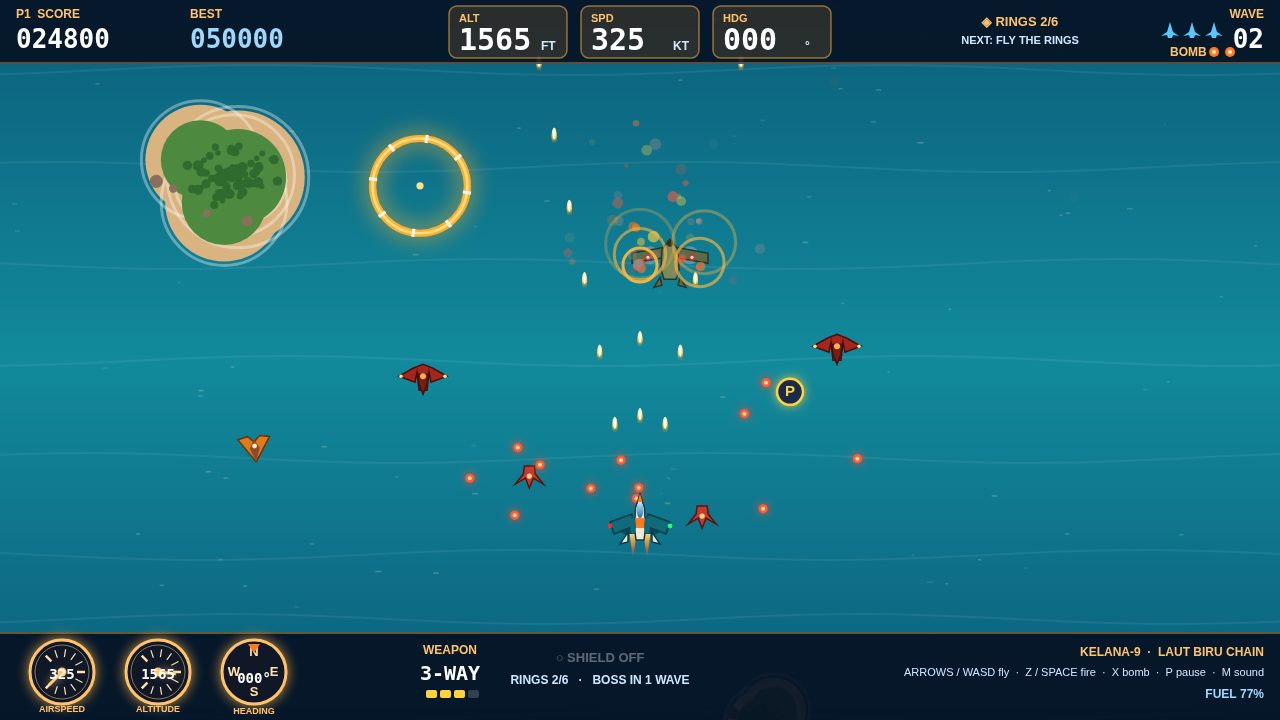 P1 SCORE
024800
BEST
050000
ALT
1565 FT
SPD
325 KT
HDG
000 °
◈ RINGS 2/6
NEXT: FLY THE RINGS
WAVE
02
BOMB
P
325
AIRSPEED
1565
ALTITUDE
N
W 000° E
S
HEADING
WEAPON
3-WAY
○ SHIELD OFF
RINGS 2/6 · BOSS IN 1 WAVE
KELANA-9 · LAUT BIRU CHAIN
ARROWS / WASD fly · Z / SPACE fire · X bomb · P pause · M sound
FUEL 77%